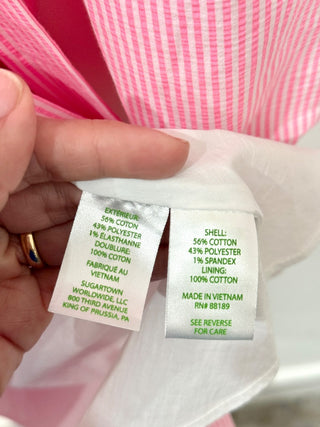 EXTÉRIEUR:
56% COTON
43% POLYESTER
1% ÉLASTHANNE
DOUBLURE:
100% COTON
FABRIQUÉ AU
VIETNAM
SUGARTOWN
WORLDWIDE, LLC
800 THIRD AVENUE
KING OF PRUSSIA, PA
SHELL:
56% COTTON
43% POLYESTER
1% SPANDEX
LINING:
100% COTTON
MADE IN VIETNAM
RN# 88189
SEE REVERSE
FOR CARE